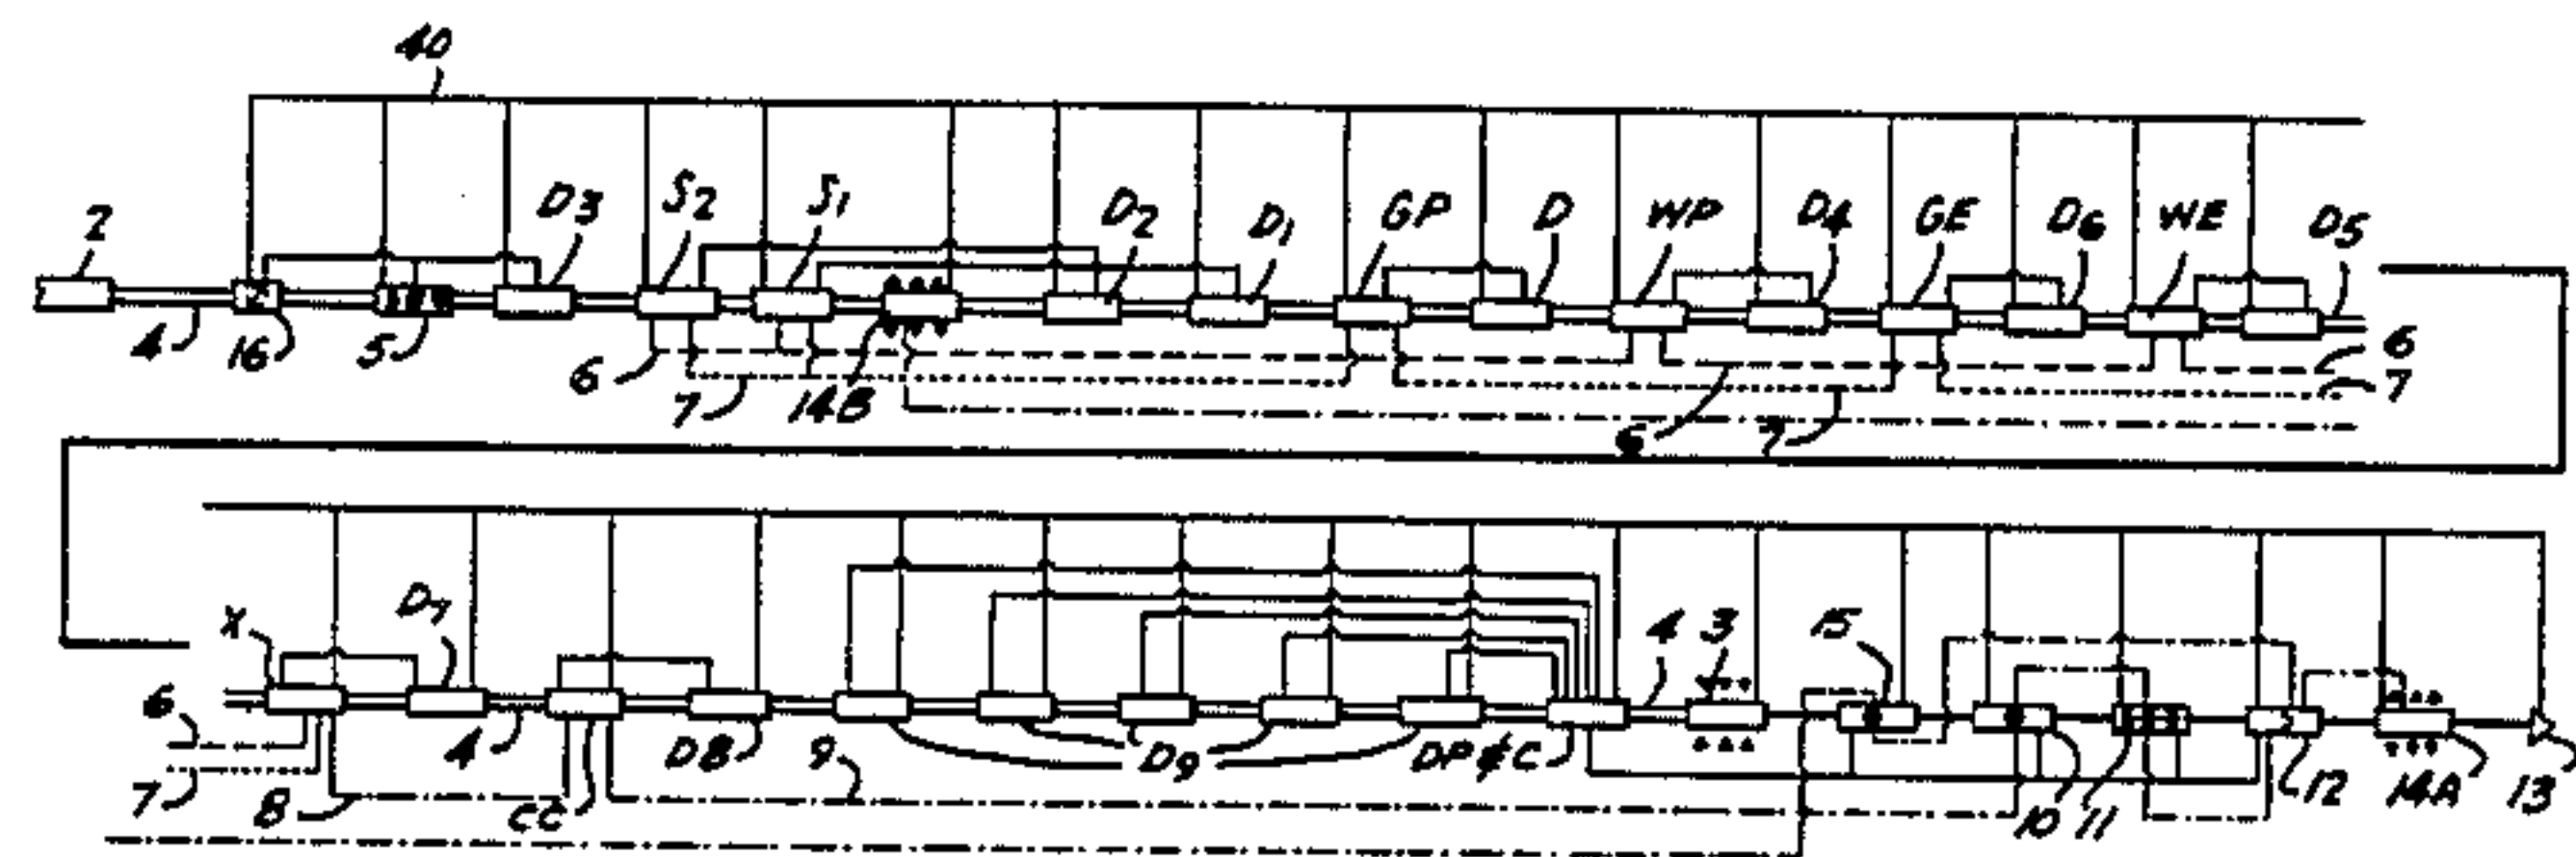 40
2 D3 S2 S1 D2 D1 GP D WP D4 GE D6 WE D5
4 16 5 6 7 14B 6 7 6 7
X D7 4 3 15
6 7 8 4 CC D8 9 D9 DP&C 10 11 12 14A 13